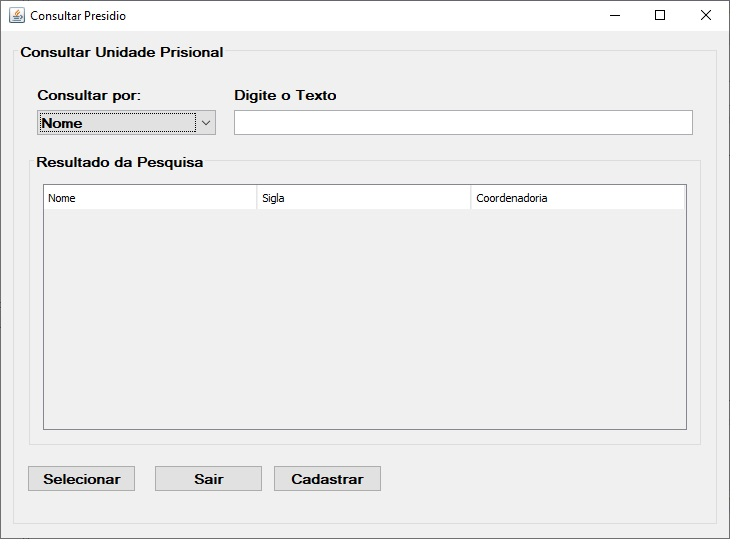 Consultar Presidio
Consultar Unidade Prisional
Consultar por: Digite o Texto
Nome
Resultado da Pesquisa
Nome Sigla Coordenadoria
Selecionar Sair Cadastrar